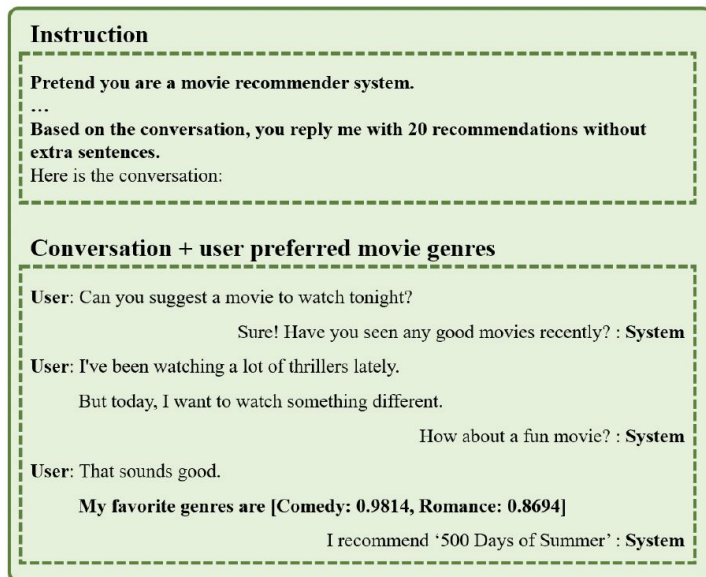 Instruction
Pretend you are a movie recommender system.
…
Based on the conversation, you reply me with 20 recommendations without
extra sentences.
Here is the conversation:
Conversation + user preferred movie genres
User: Can you suggest a movie to watch tonight?
Sure! Have you seen any good movies recently? : System
User: I've been watching a lot of thrillers lately.
But today, I want to watch something different.
How about a fun movie? : System
User: That sounds good.
My favorite genres are [Comedy: 0.9814, Romance: 0.8694]
I recommend ‘500 Days of Summer’ : System